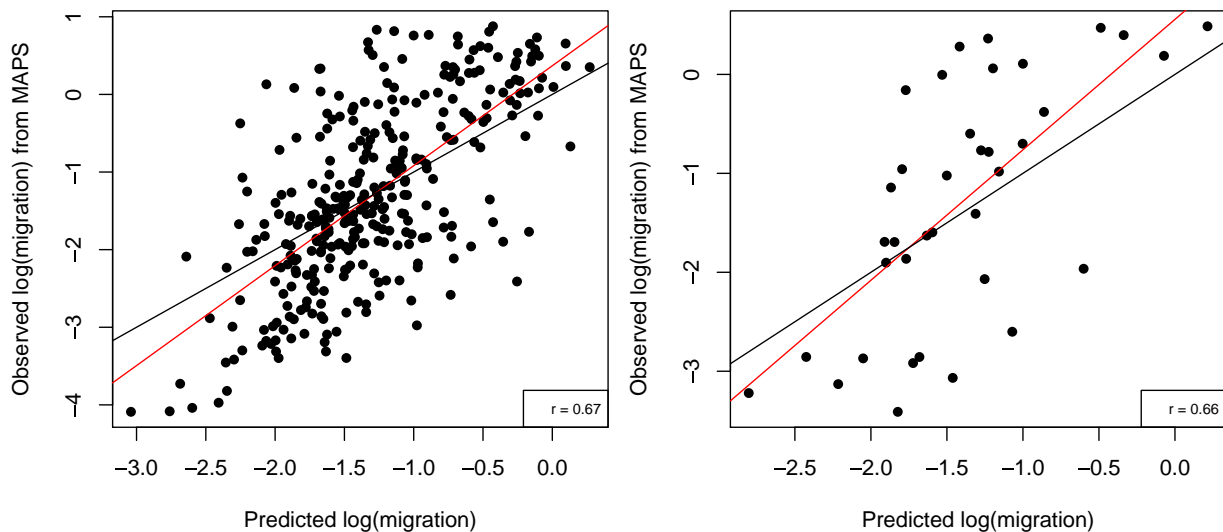 Observed log(migration) from MAPS
1
0
−1
−2
−3
−4
r = 0.67
−3.0 −2.5 −2.0 −1.5 −1.0 −0.5 0.0
Predicted log(migration)
Observed log(migration) from MAPS
0
−1
−2
−3
r = 0.66
−2.5 −2.0 −1.5 −1.0 −0.5 0.0
Predicted log(migration)